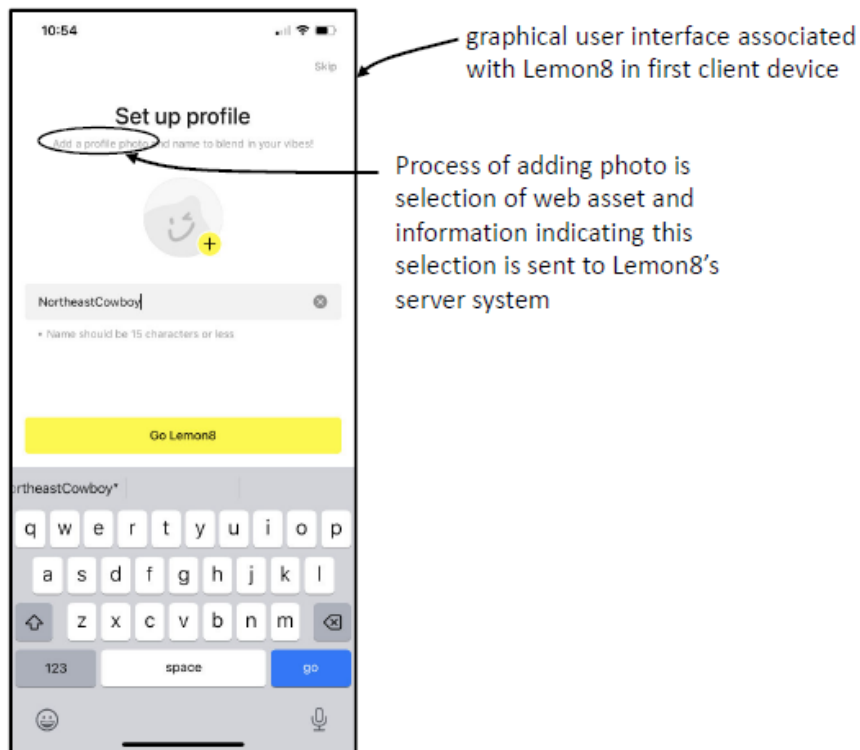 10:54
Skip
Set up profile
Add a profile photo and name to blend in your vibes!
NortheastCowboy
• Name should be 15 characters or less
Go Lemon8
rtheastCowboy"
q w e r t y u i o p
a s d f g h j k l
z x c v b n m
123 space go
graphical user interface associated
with Lemon8 in first client device
Process of adding photo is
selection of web asset and
information indicating this
selection is sent to Lemon8's
server system